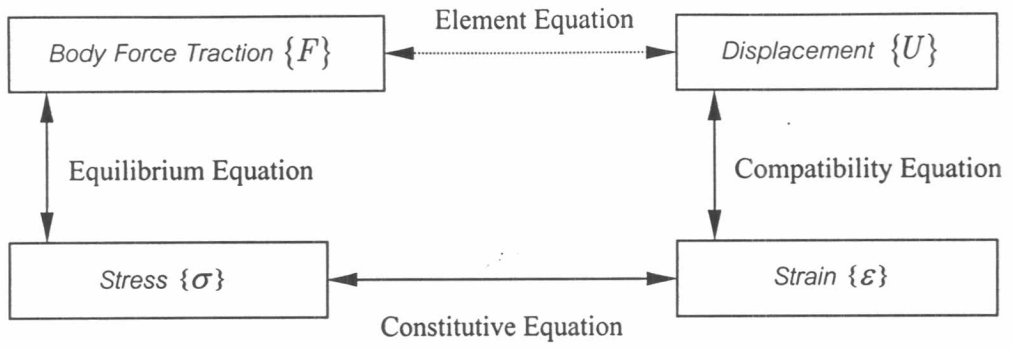 Element Equation
Body Force Traction {F}
Displacement {U}
Equilibrium Equation
Compatibility Equation
Stress {σ}
Strain {ε}
Constitutive Equation